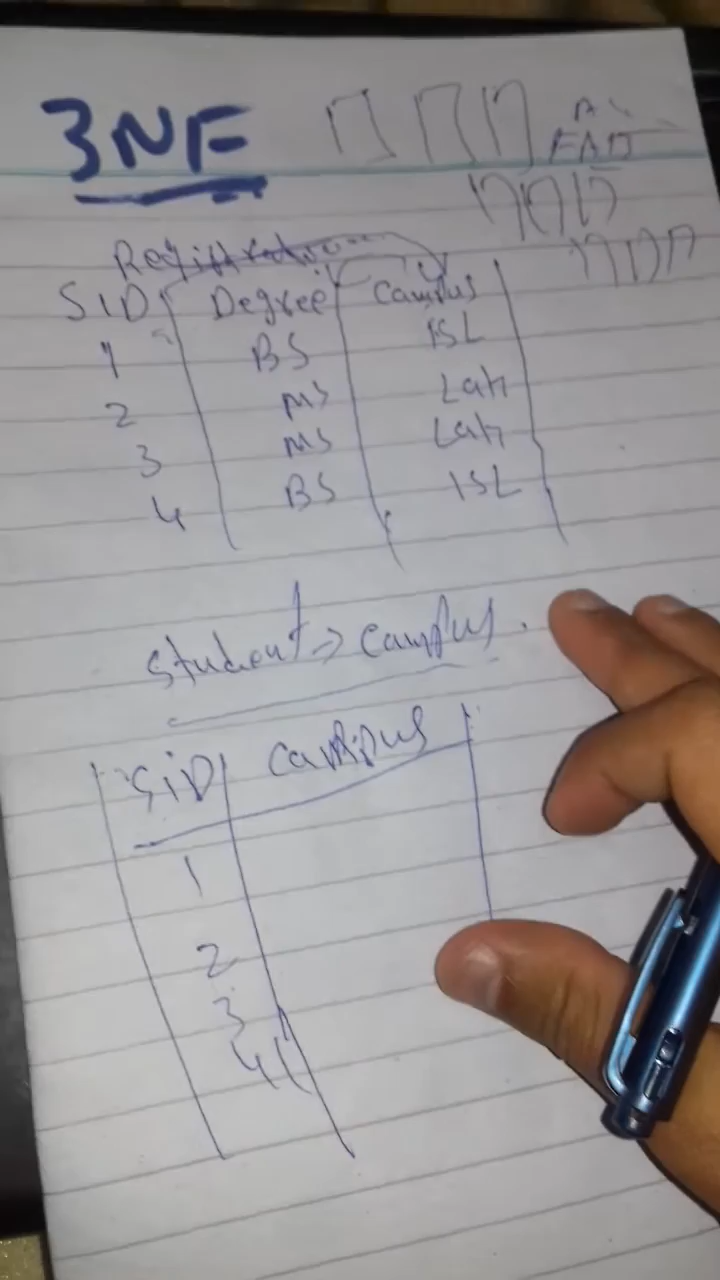 3NF
Registration
SID Degree Campus
1 BS ISL
2 MS Lah
3 MS Lah
4 BS ISL
Student → Campus.
SiD Campus
1
2
3
4